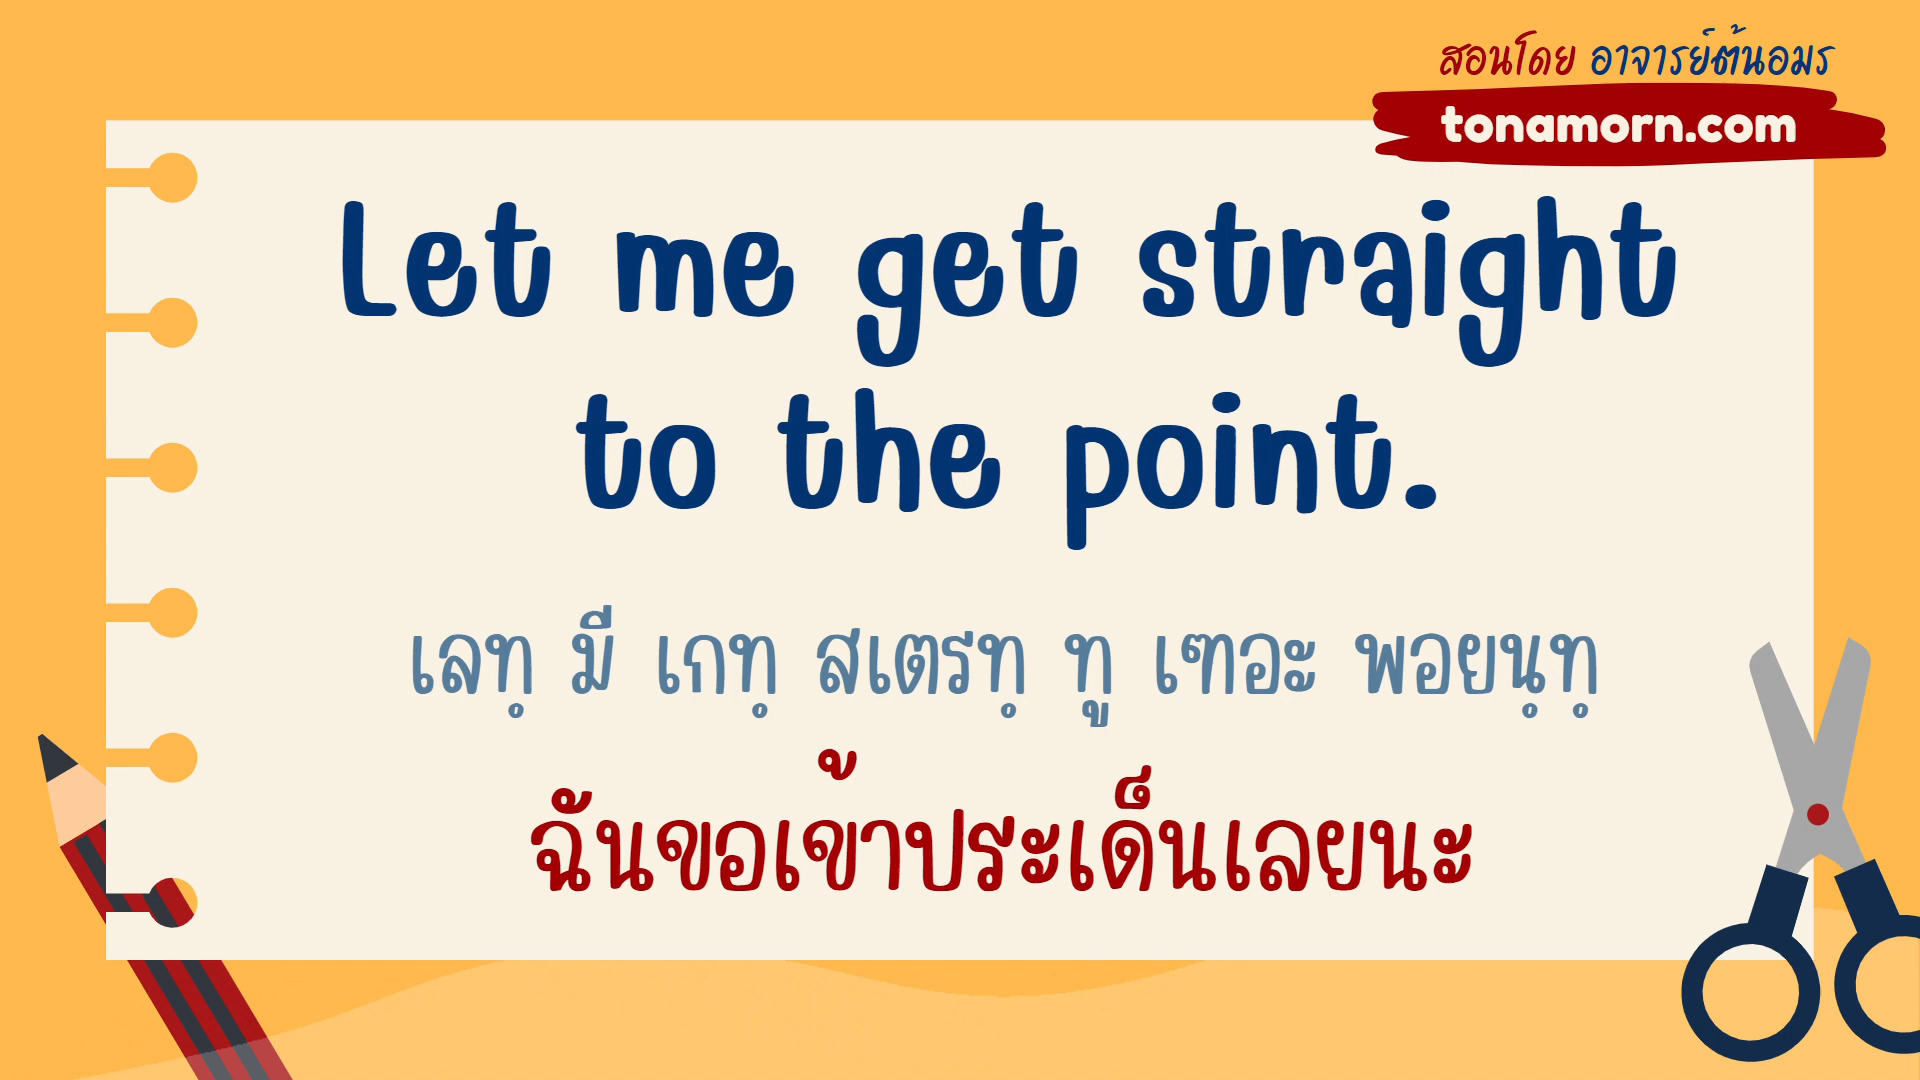 สอนโดย อาจารย์ต้นอมร
tonamorn.com
Let me get straight
to the point.
เลทฺ มี เกทฺ สเตรทฺ ทู เฑอะ พอยนฺทฺ
ฉันขอเข้าประเด็นเลยนะ